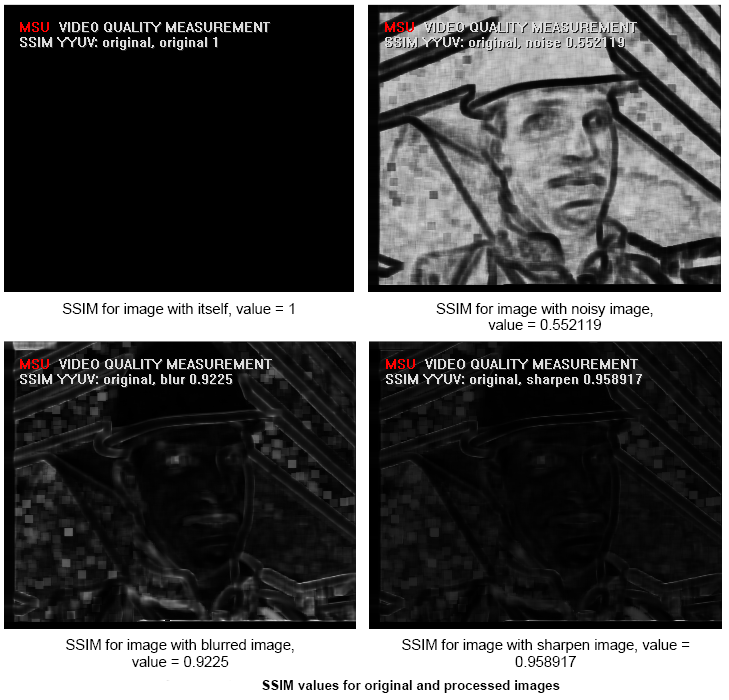 MSU VIDEO QUALITY MEASUREMENT
SSIM YYUV: original, original 1
MSU VIDEO QUALITY MEASUREMENT
SSIM YYUV: original, noise 0.552119
SSIM for image with itself, value = 1
SSIM for image with noisy image,
value = 0.552119
MSU VIDEO QUALITY MEASUREMENT
SSIM YYUV: original, blur 0.9225
MSU VIDEO QUALITY MEASUREMENT
SSIM YYUV: original, sharpen 0.958917
SSIM for image with blurred image,
value = 0.9225
SSIM for image with sharpen image, value =
0.958917
SSIM values for original and processed images